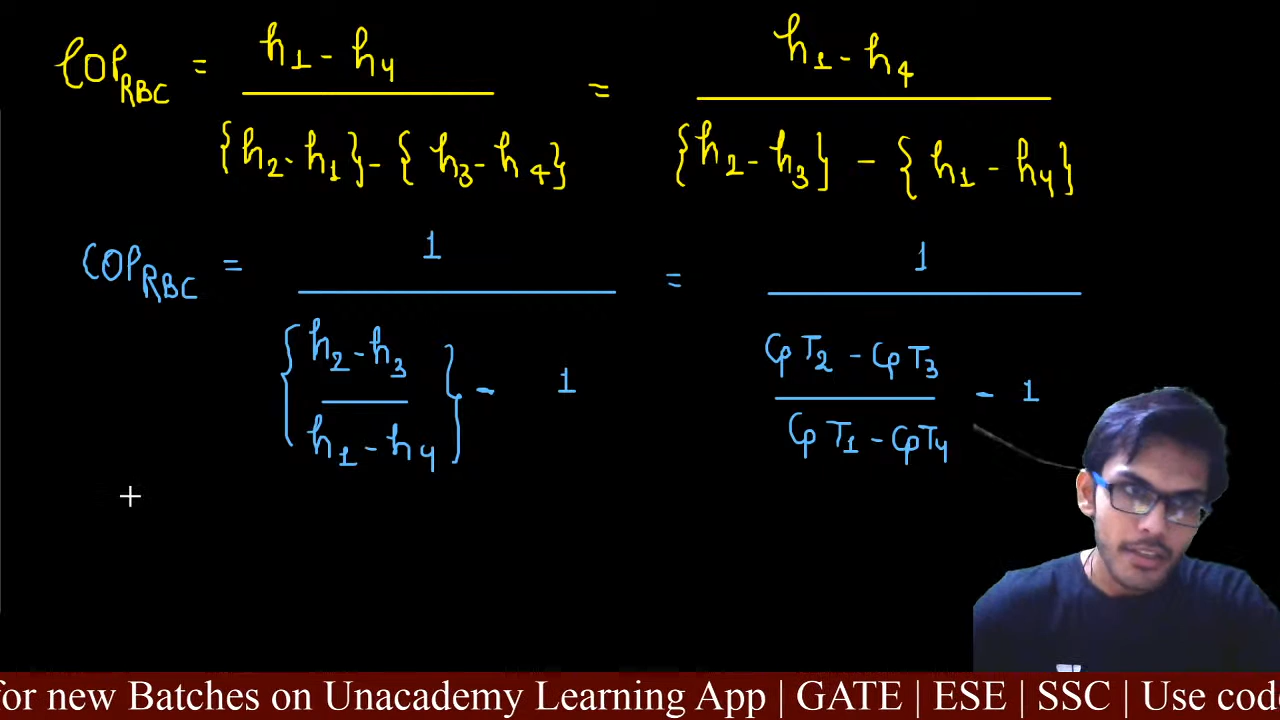 COP_RBC = (h1 - h4) / ({h2 - h1} - {h3 - h4}) = (h1 - h4) / ({h2 - h3} - {h1 - h4})
COP_RBC = 1 / ({(h2 - h3) / (h1 - h4)} - 1) = 1 / ((CpT2 - CpT3) / (CpT1 - CpT4) - 1)
for new Batches on Unacademy Learning App | GATE | ESE | SSC | Use code